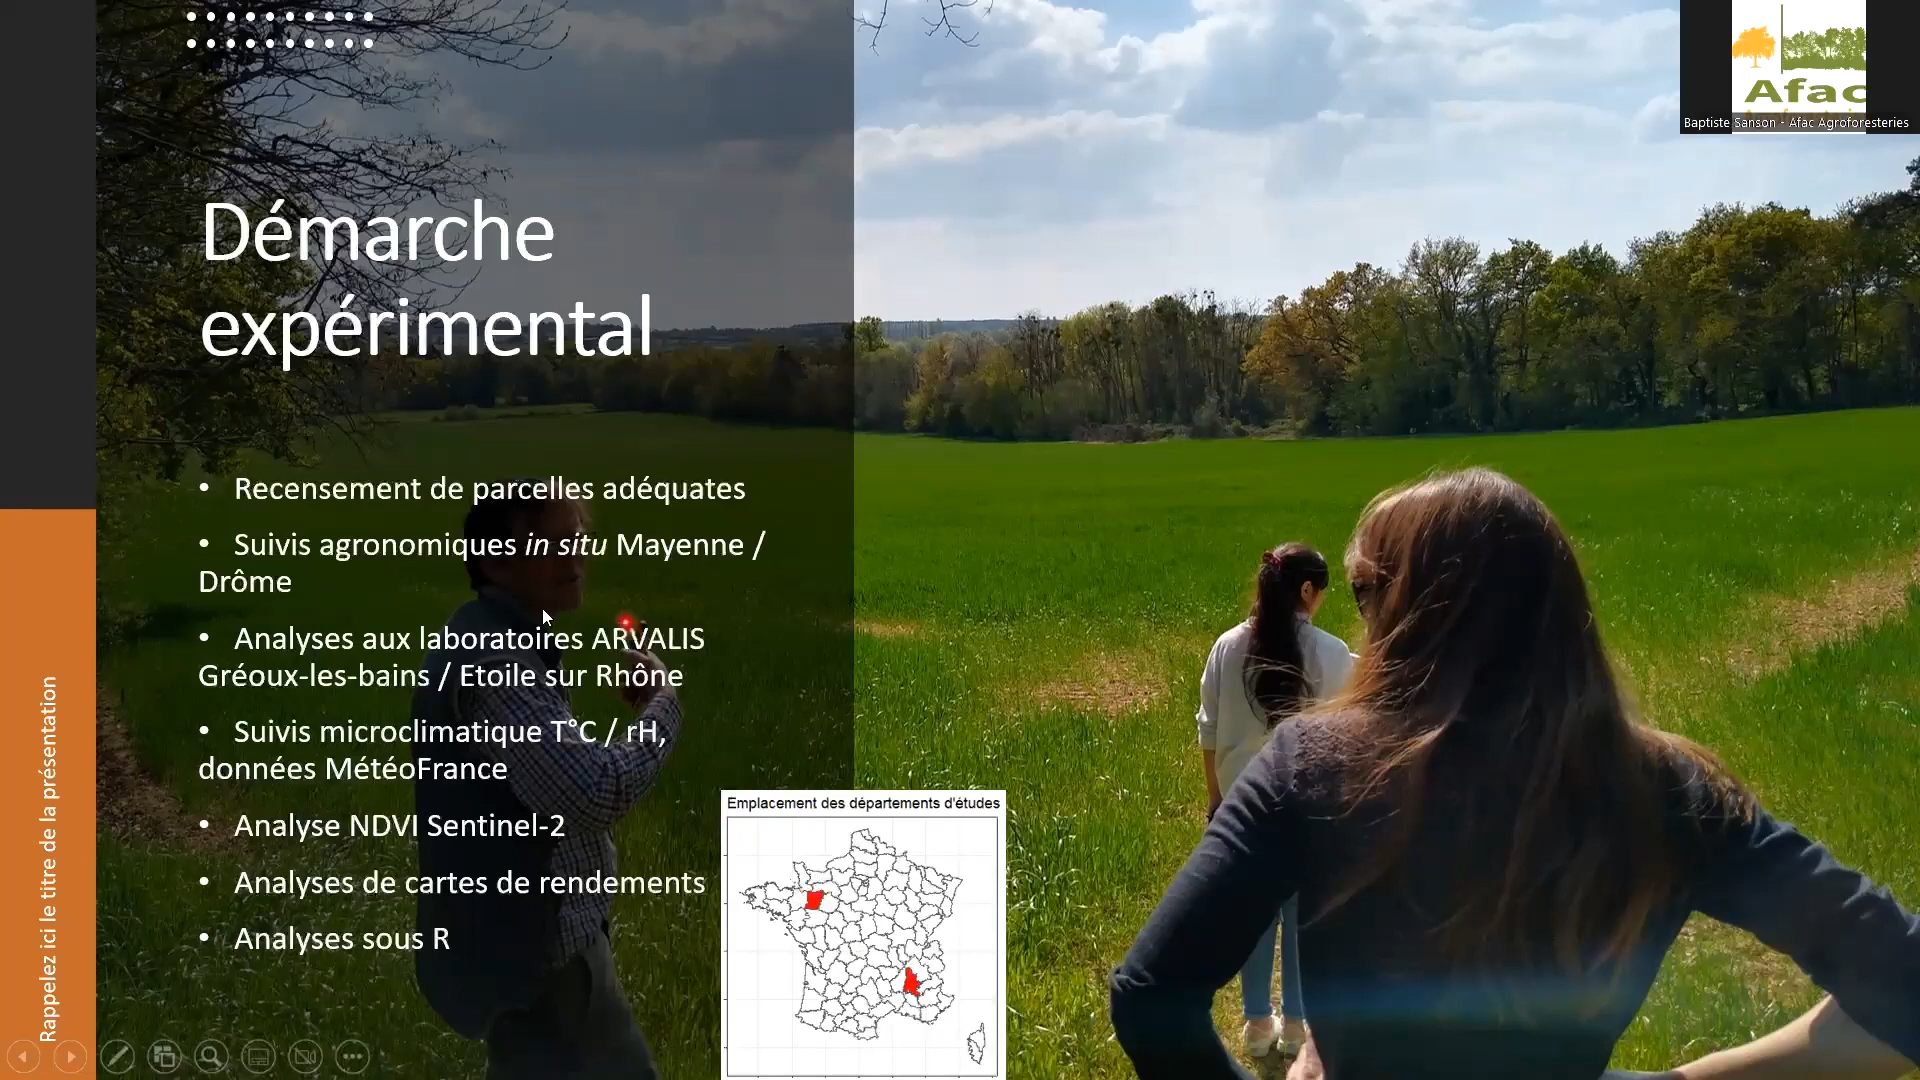 Démarche
expérimental
• Recensement de parcelles adéquates
• Suivis agronomiques in situ Mayenne /
Drôme
• Analyses aux laboratoires ARVALIS
Gréoux-les-bains / Etoile sur Rhône
• Suivis microclimatique T°C / rH,
données MétéoFrance
• Analyse NDVI Sentinel-2
• Analyses de cartes de rendements
• Analyses sous R
Rappelez ici le titre de la présentation
Emplacement des départements d'études
Afac
Baptiste Sanson - Afac Agroforesteries